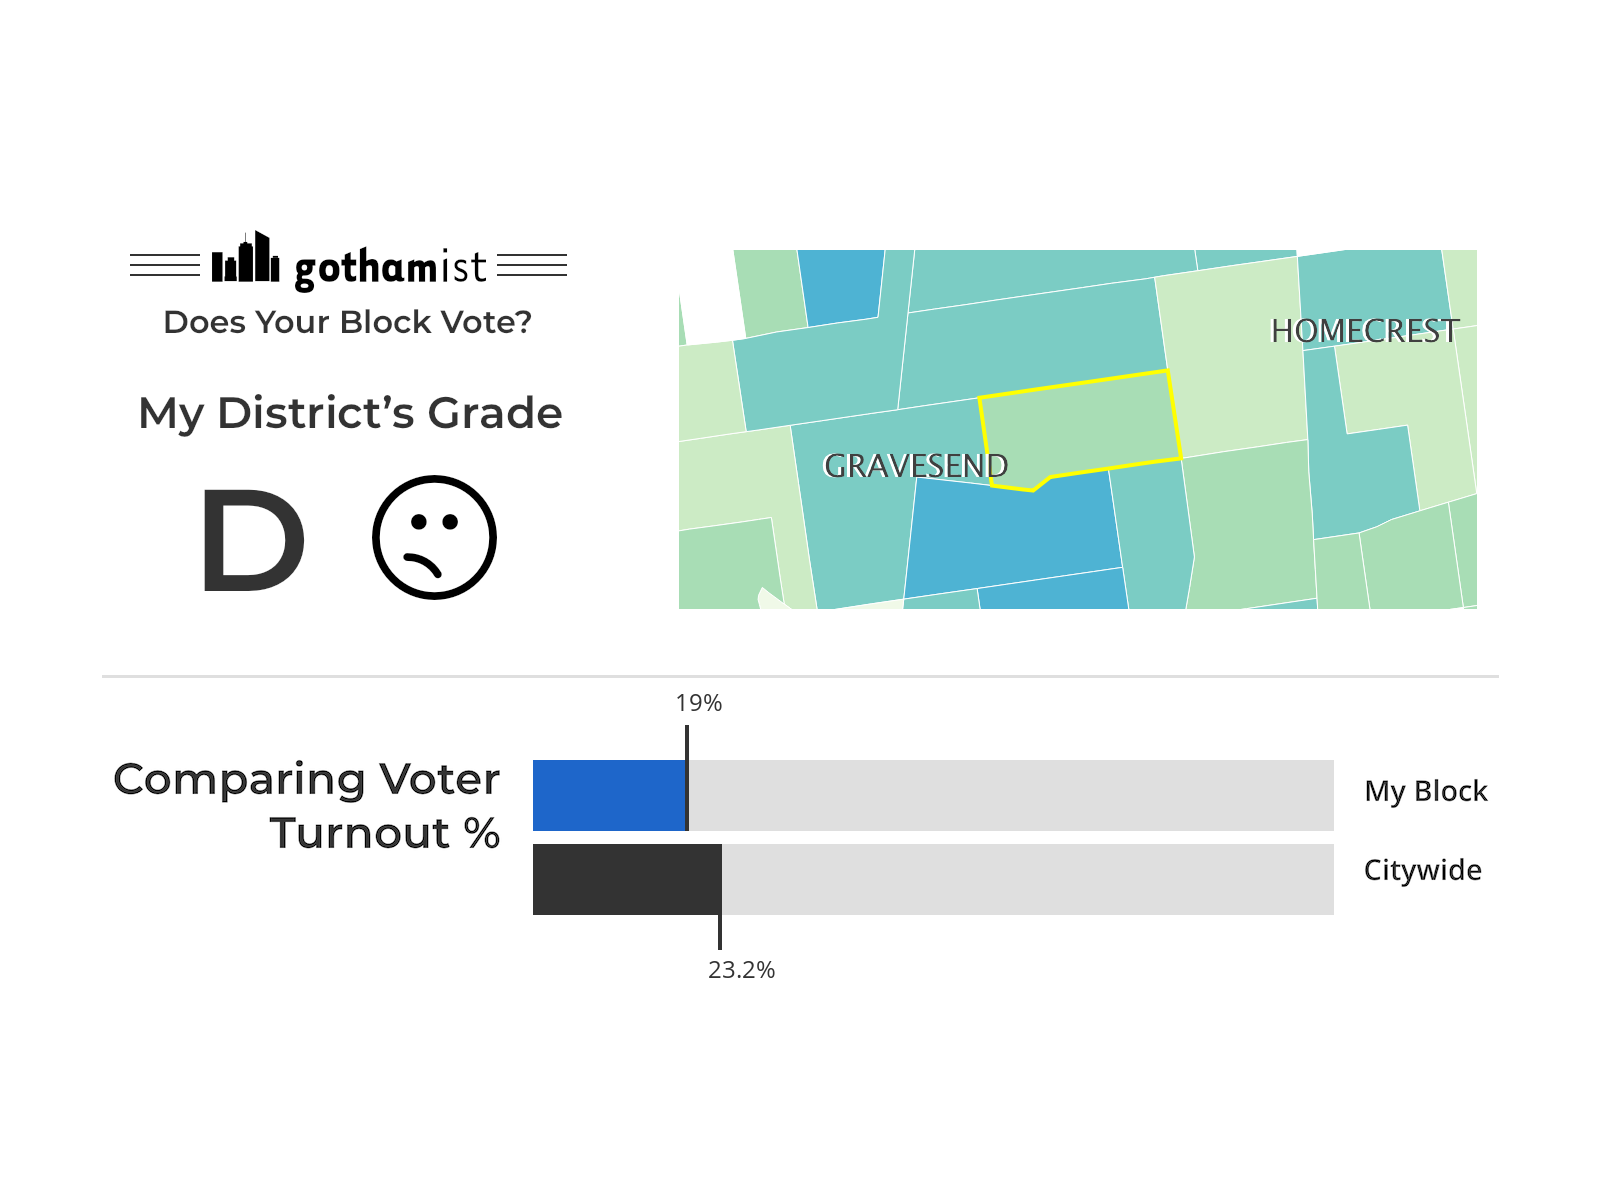 gothamist
Does Your Block Vote?
My District’s Grade
D
HOMECREST
GRAVESEND
19%
Comparing Voter
Turnout %
My Block
Citywide
23.2%